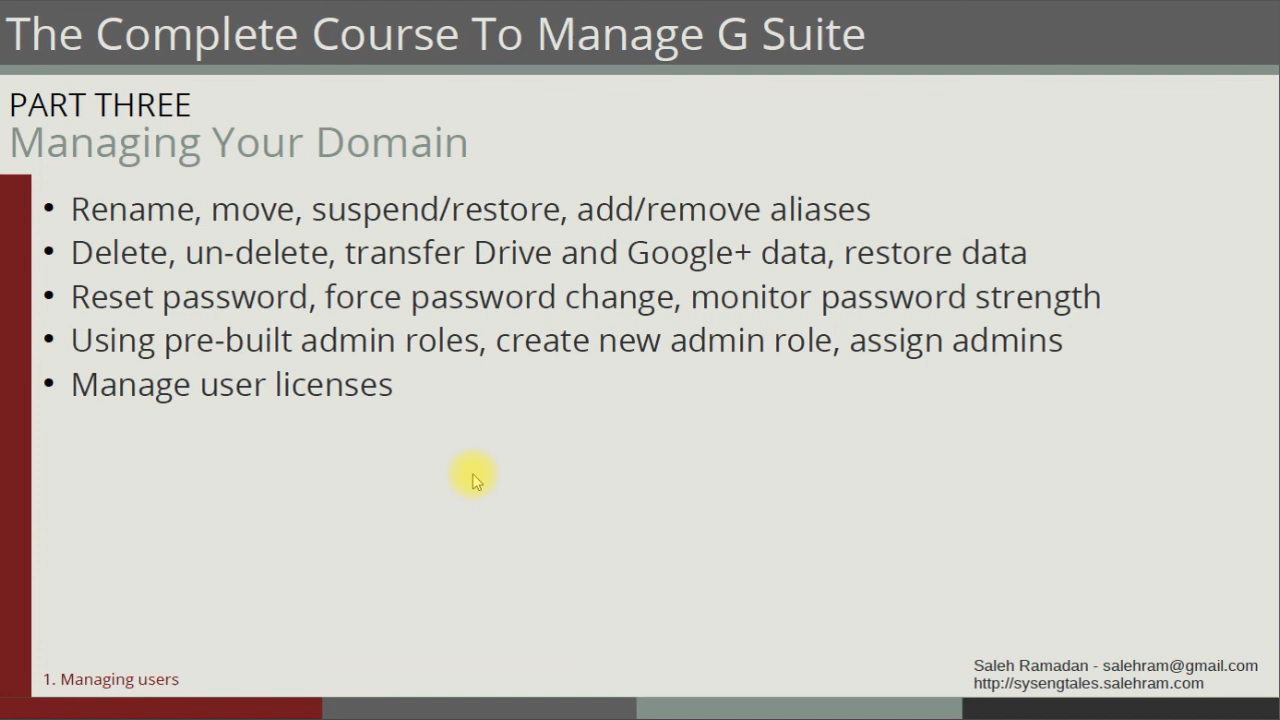 The Complete Course To Manage G Suite
PART THREE
Managing Your Domain
• Rename, move, suspend/restore, add/remove aliases
• Delete, un-delete, transfer Drive and Google+ data, restore data
• Reset password, force password change, monitor password strength
• Using pre-built admin roles, create new admin role, assign admins
• Manage user licenses
1. Managing users
Saleh Ramadan - salehram@gmail.com
http://sysengtales.salehram.com